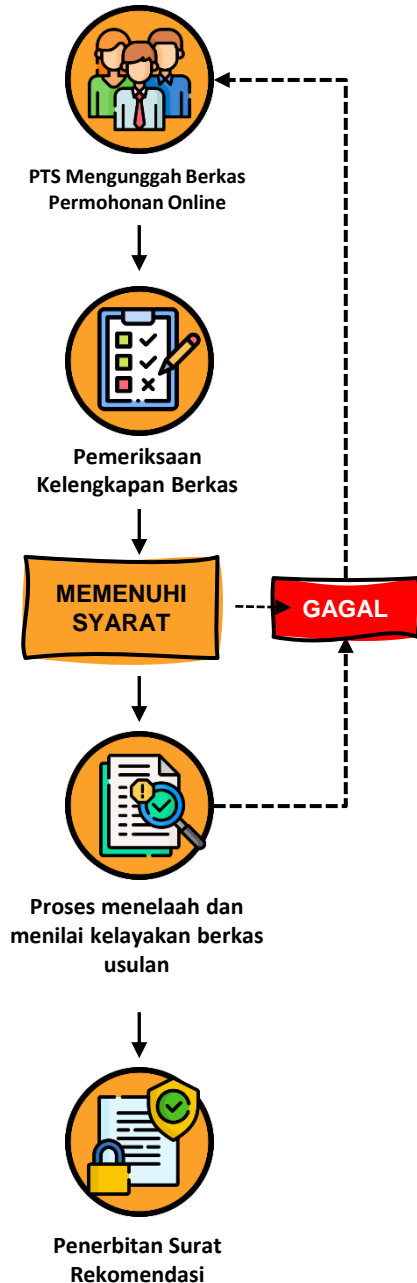 PTS Mengunggah Berkas
Permohonan Online
Pemeriksaan
Kelengkapan Berkas
MEMENUHI
SYARAT
GAGAL
Proses menelaah dan
menilai kelayakan berkas
usulan
Penerbitan Surat
Rekomendasi